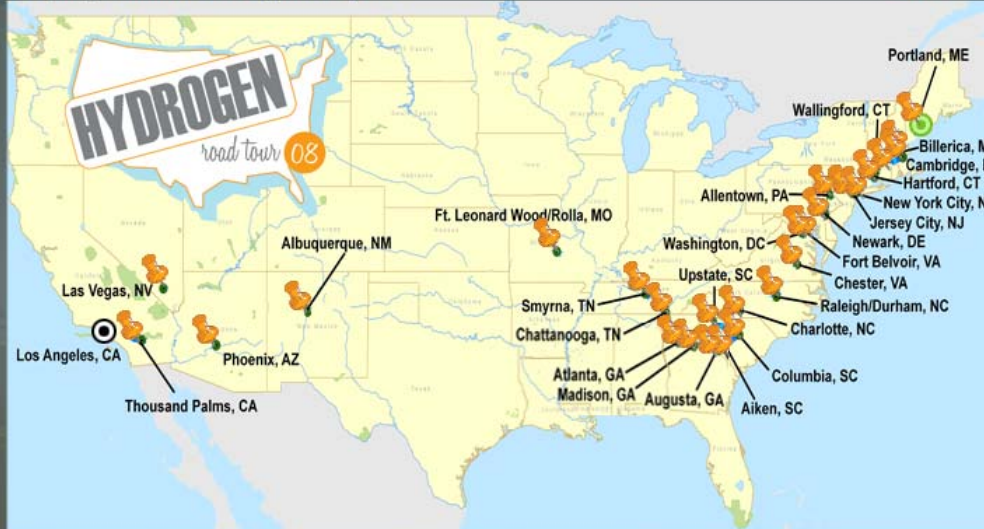 HYDROGEN
road tour 08
Portland, ME
Wallingford, CT
Billerica, M
Cambridge,
Hartford, CT
Allentown, PA
New York City, N
Jersey City, NJ
Ft. Leonard Wood/Rolla, MO
Newark, DE
Albuquerque, NM
Washington, DC
Fort Belvoir, VA
Upstate, SC
Chester, VA
Las Vegas, NV
Smyrna, TN
Raleigh/Durham, NC
Chattanooga, TN
Charlotte, NC
Los Angeles, CA
Phoenix, AZ
Atlanta, GA
Columbia, SC
Madison, GA
Augusta, GA
Thousand Palms, CA
Aiken, SC